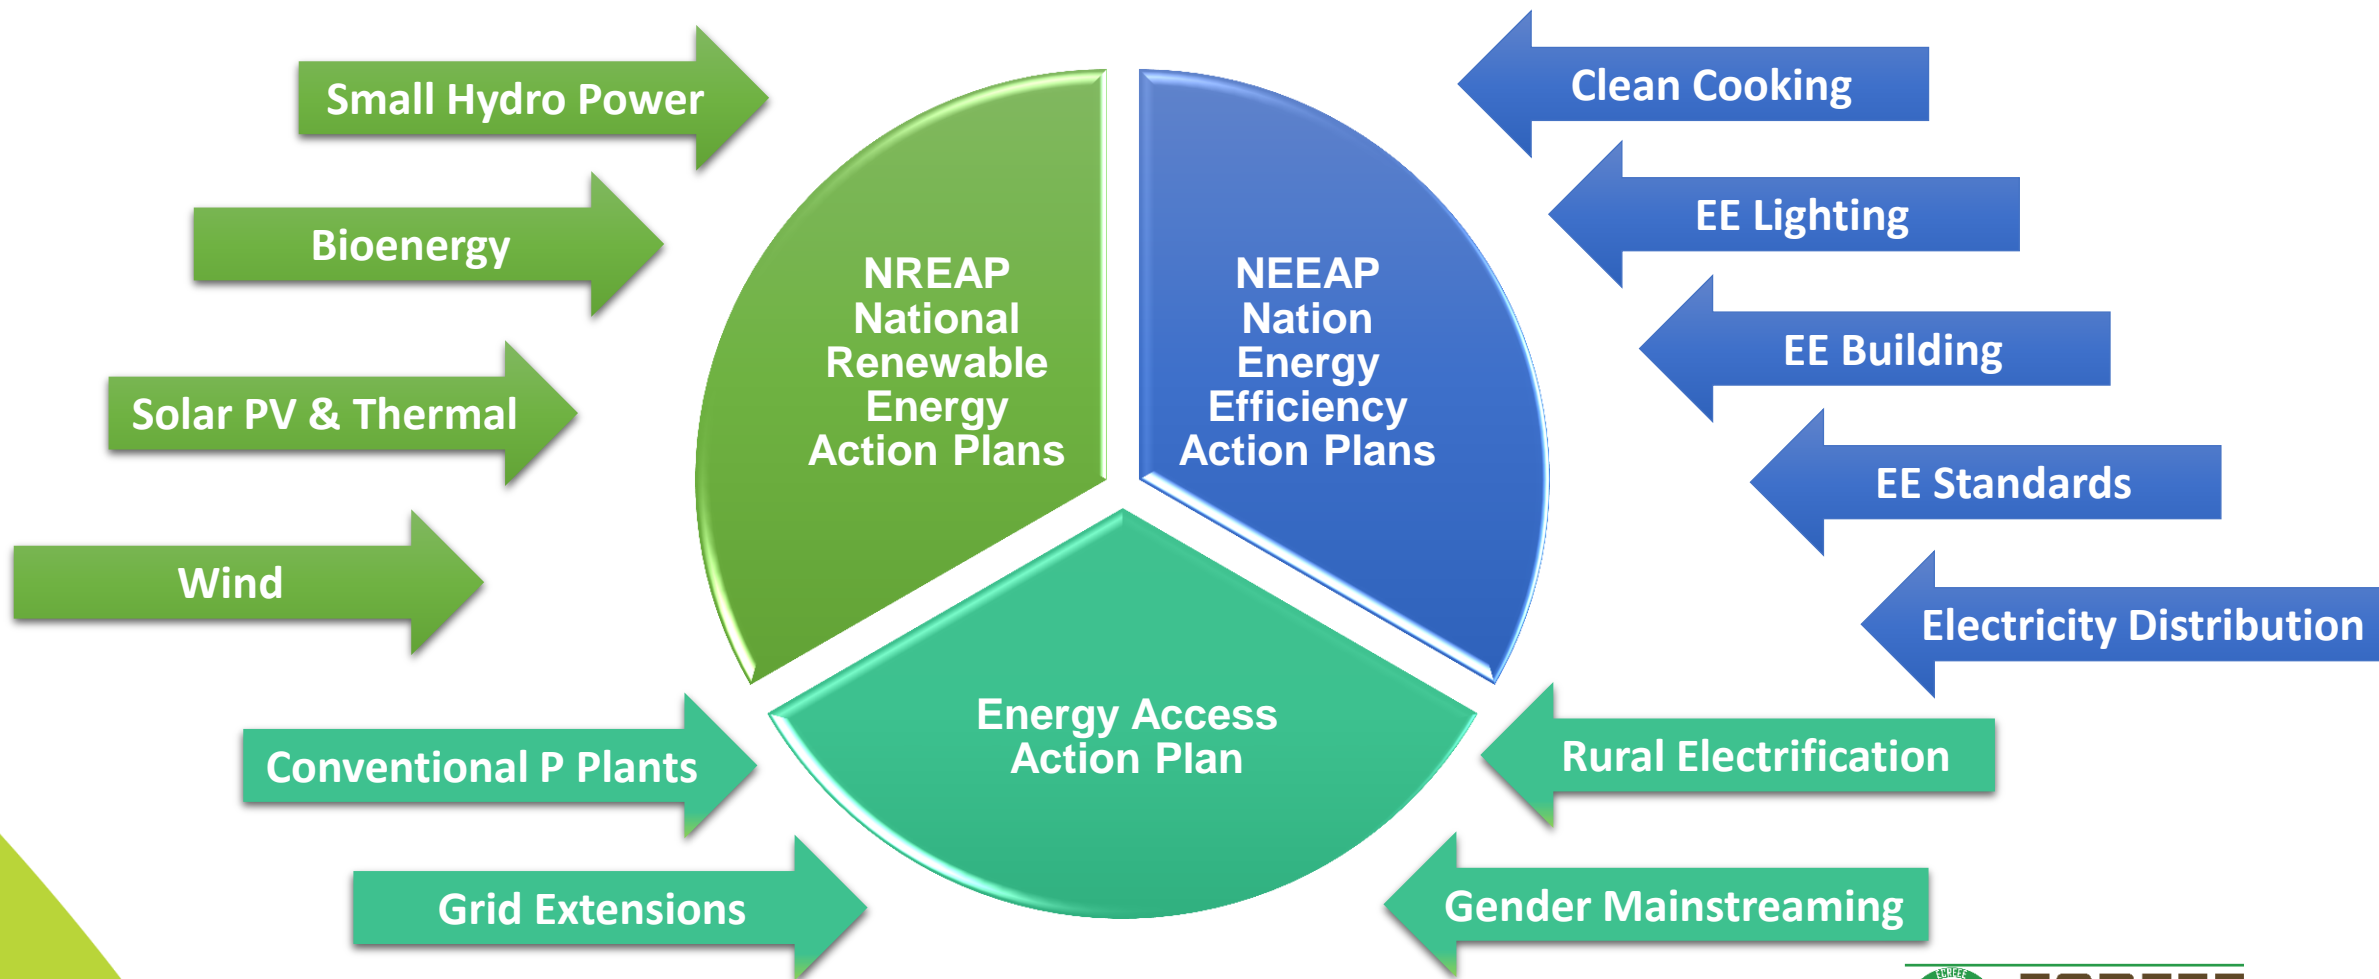 Small Hydro Power
Bioenergy
Solar PV & Thermal
Wind
NREAP
National
Renewable
Energy
Action Plans
NEEAP
Nation
Energy
Efficiency
Action Plans
Clean Cooking
EE Lighting
EE Building
EE Standards
Electricity Distribution
Energy Access
Action Plan
Conventional P Plants
Grid Extensions
Rural Electrification
Gender Mainstreaming
ECREEE